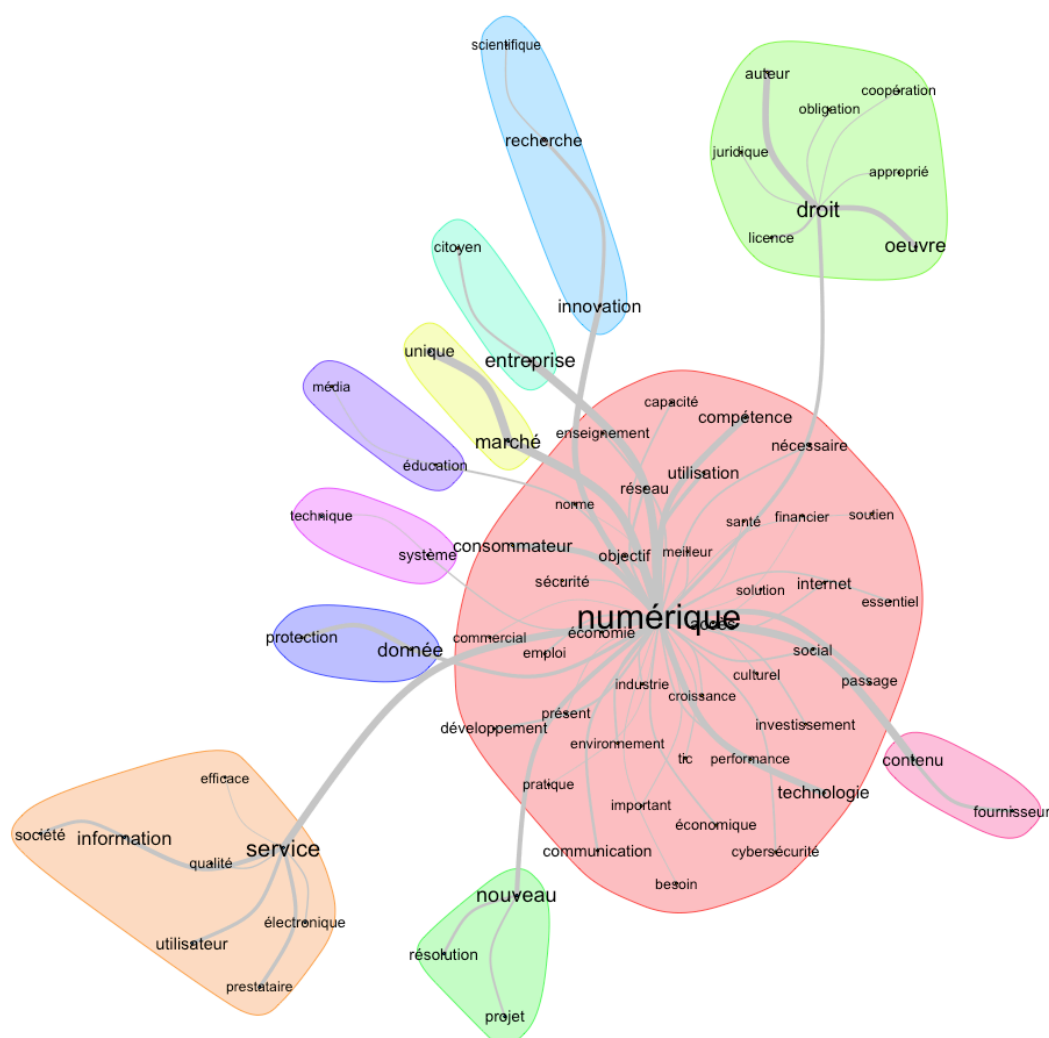 scientifique
recherche
innovation
auteur
coopération
obligation
juridique
approprié
droit
licence
oeuvre
citoyen
entreprise
unique
marché
média
éducation
technique
système
protection
donnée
capacité
compétence
enseignement
nécessaire
utilisation
réseau
norme
santé
financier
soutien
consommateur
objectif
meilleur
sécurité
solution
internet
essentiel
numérique
accès
économie
commercial
emploi
social
industrie
croissance
culturel
passage
présent
développement
investissement
environnement
tic
performance
pratique
technologie
important
économique
communication
cybersécurité
besoin
contenu
fournisseur
efficace
société
information
service
qualité
électronique
utilisateur
prestataire
nouveau
résolution
projet